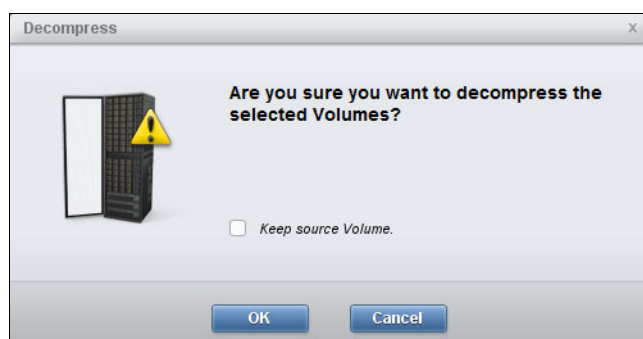 Decompress
x
Are you sure you want to decompress the
selected Volumes?
Keep source Volume.
OK
Cancel